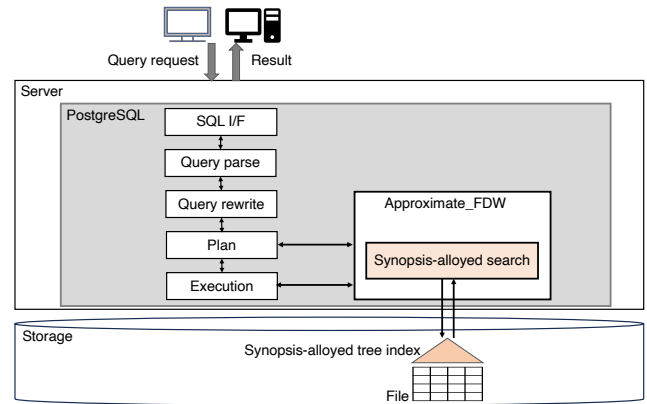 Query request
Result
Server
PostgreSQL
SQL I/F
Query parse
Query rewrite
Approximate_FDW
Plan
Synopsis-alloyed search
Execution
Storage
Synopsis-alloyed tree index
File